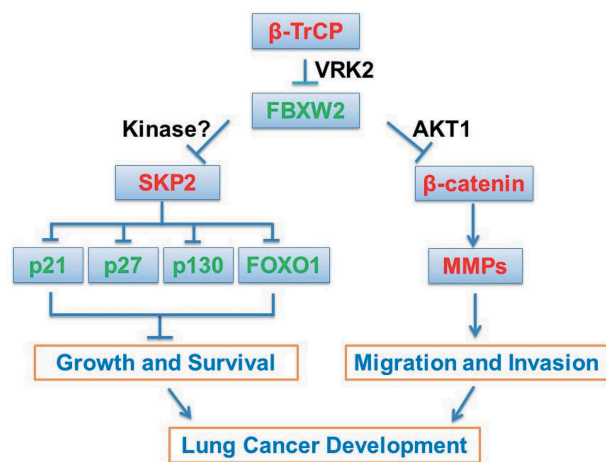 β-TrCP
VRK2
FBXW2
Kinase?
AKT1
SKP2
β-catenin
p21
p27
p130
FOXO1
MMPs
Growth and Survival
Migration and Invasion
Lung Cancer Development